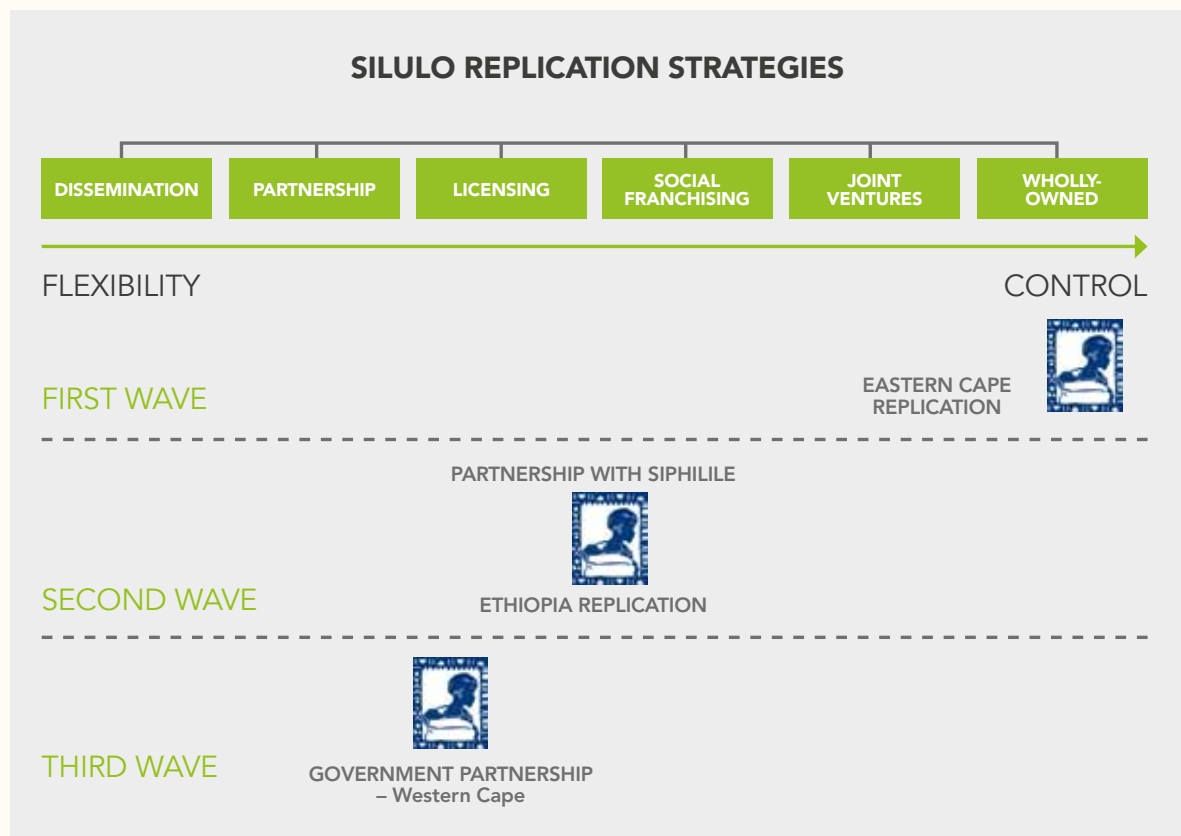 SILULO REPLICATION STRATEGIES
DISSEMINATION
PARTNERSHIP
LICENSING
SOCIAL
FRANCHISING
JOINT
VENTURES
WHOLLY-
OWNED
FLEXIBILITY
CONTROL
FIRST WAVE
EASTERN CAPE
REPLICATION
PARTNERSHIP WITH SIPHILILE
SECOND WAVE
ETHIOPIA REPLICATION
THIRD WAVE
GOVERNMENT PARTNERSHIP
– Western Cape